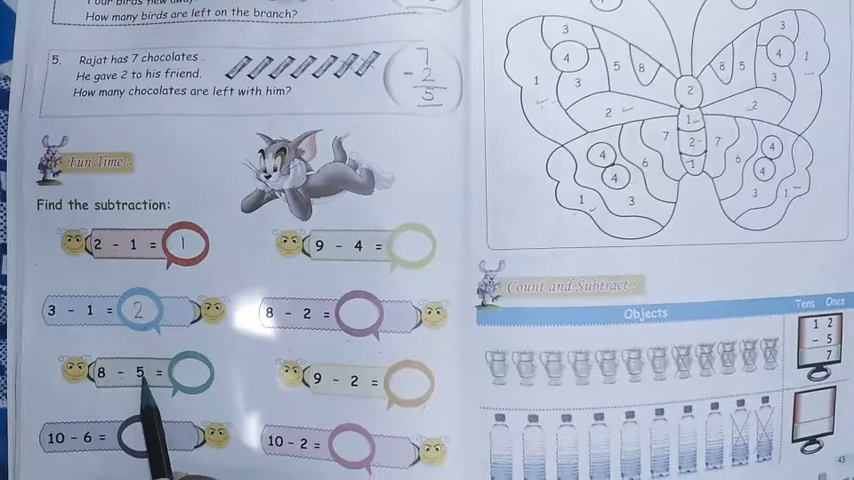 How many birds are left on the branch?
5. Rajat has 7 chocolates .
He gave 2 to his friend.
How many chocolates are left with him?
7
- 2
5
Fun Time :
Find the subtraction:
2 - 1 = 1
9 - 4 =
3 - 1 = 2
8 - 2 =
8 - 5 =
9 - 2 =
10 - 6 =
10 - 2 =
3 3
4 5 8 8 5 4
1 3 3 1
2
2 1 2
7 2 7
4 6 1 6 4
4 4
1 3 3 1
Count and Subtract :
Objects Tens Ones
1 2
- 5
7
43